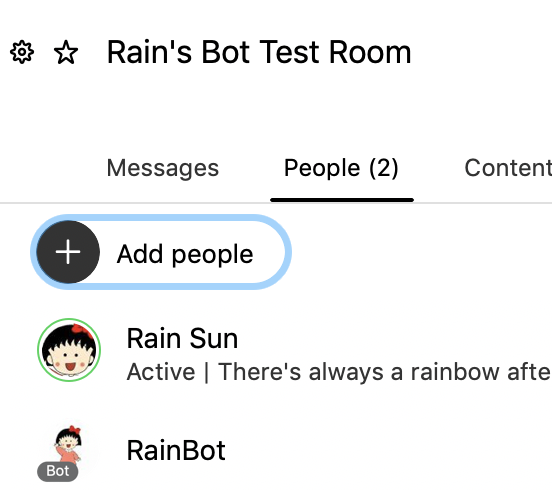 Rain's Bot Test Room
Messages People (2) Content
Add people
Rain Sun
Active | There's always a rainbow afte
RainBot
Bot